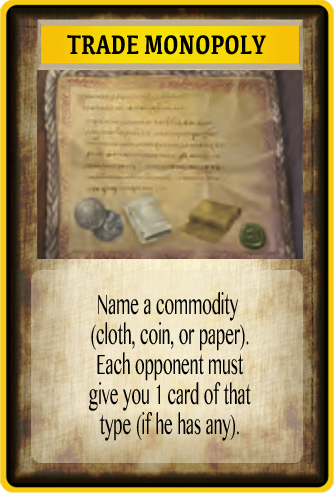 TRADE MONOPOLY
Name a commodity
(cloth, coin, or paper).
Each opponent must
give you 1 card of that
type (if he has any).